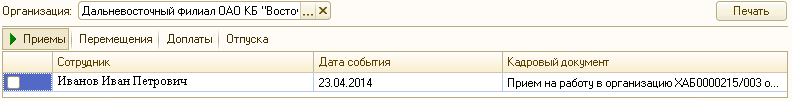 Организация: Дальневосточный филиал ОАО КБ "Восточ ... Печать
Приемы Перемещения Доплаты Отпуска
Сотрудник Дата события Кадровый документ
Иванов Иван Петрович 23.04.2014 Прием на работу в организацию ХАБ0000215/003 о...